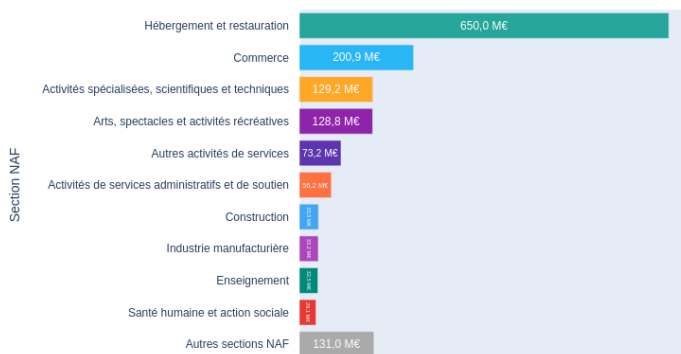 Section NAF
Hébergement et restauration 650,0 M€
Commerce 200,9 M€
Activités spécialisées, scientifiques et techniques 129,2 M€
Arts, spectacles et activités récréatives 128,8 M€
Autres activités de services 73,2 M€
Activités de services administratifs et de soutien 56,2 M€
Construction
Industrie manufacturière
Enseignement
Santé humaine et action sociale
Autres sections NAF 131,0 M€